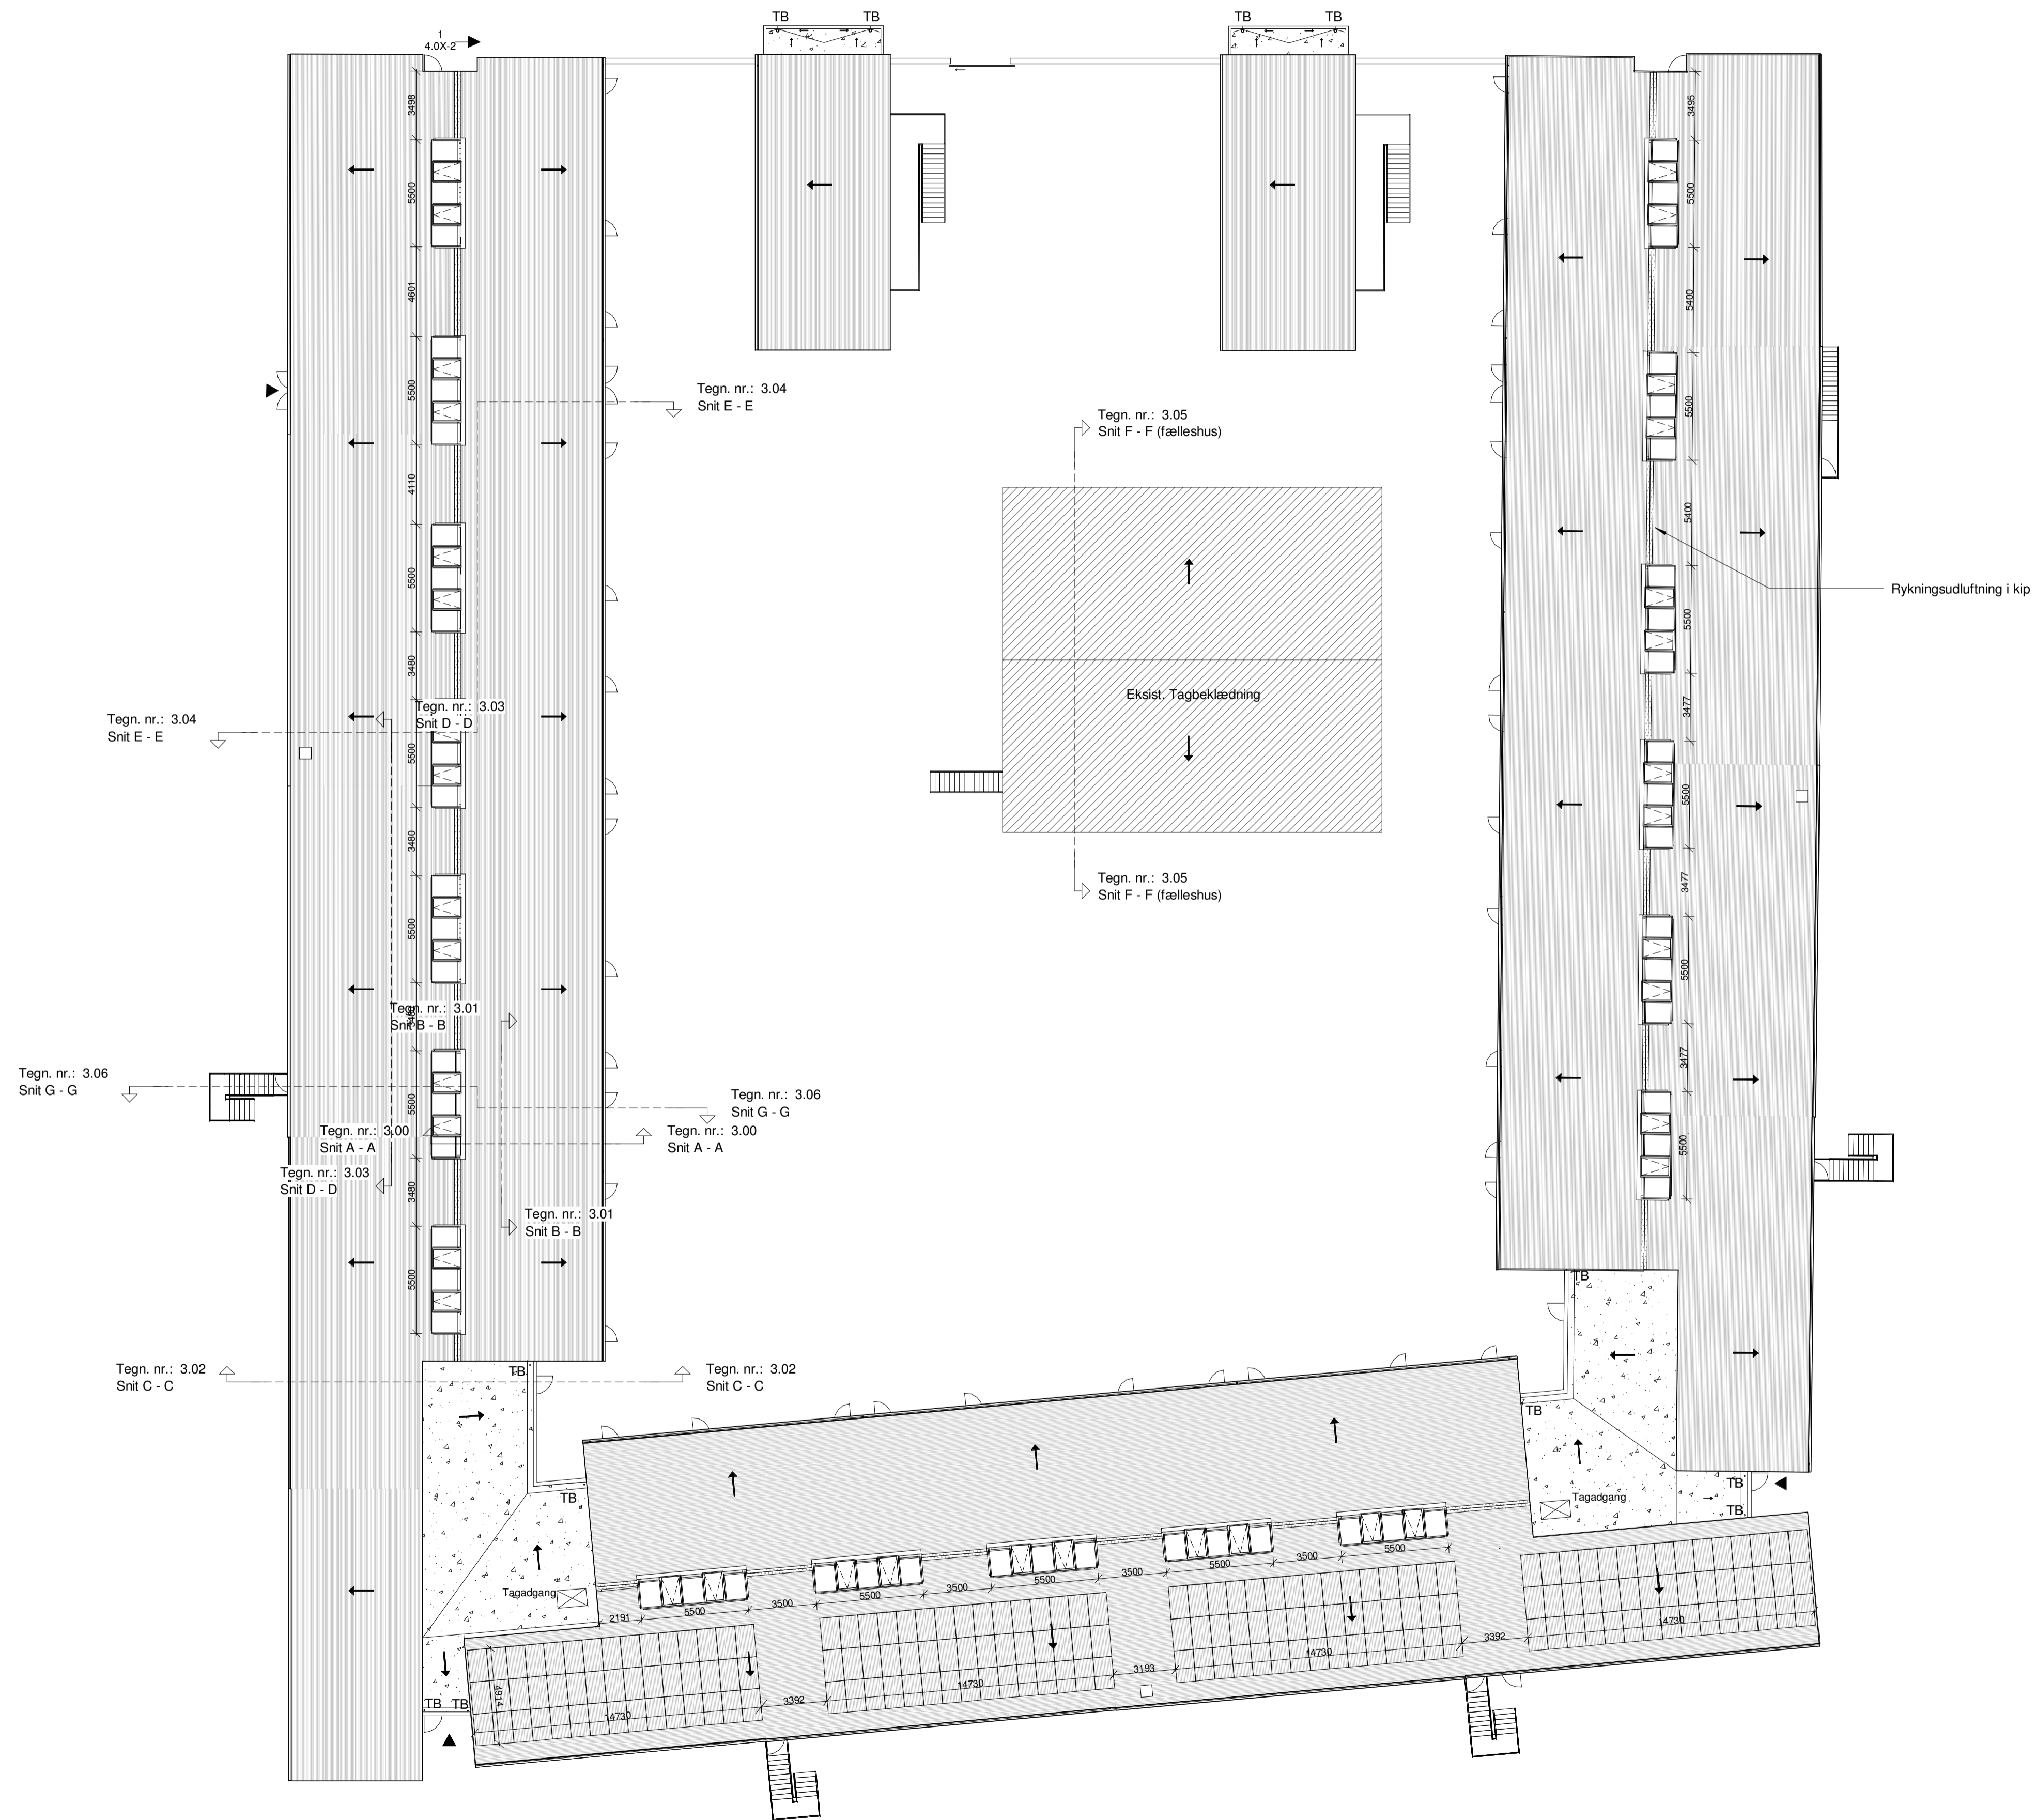 TB
TB
TB
TB
1
4.0X-2
3498
5500
4601
5500
4110
5500
3480
5500
3480
5500
5500
3480
5500
3495
5500
5400
5500
5400
5500
3477
5500
3477
5500
3477
5500
Tegn. nr.: 3.04
Snit E - E
Tegn. nr.: 3.05
Snit F - F (fælleshus)
Rykningsudluftning i kip
Eksist. Tagbeklædning
Tegn. nr.: 3.03
Snit D - D
Tegn. nr.: 3.04
Snit E - E
Tegn. nr.: 3.05
Snit F - F (fælleshus)
Tegn. nr.: 3.01
Snit B - B
Tegn. nr.: 3.06
Snit G - G
Tegn. nr.: 3.06
Snit G - G
Tegn. nr.: 3.00
Snit A - A
Tegn. nr.: 3.00
Snit A - A
Tegn. nr.: 3.03
Snit D - D
Tegn. nr.: 3.01
Snit B - B
Tegn. nr.: 3.02
Snit C - C
Tegn. nr.: 3.02
Snit C - C
TB
TB
TB
TB
TB
TB
Tagadgang
Tagadgang
TB
TB
2191
5500
3500
5500
3500
5500
3500
5500
3500
5500
4914
14730
3392
14730
3193
14730
3392
14730